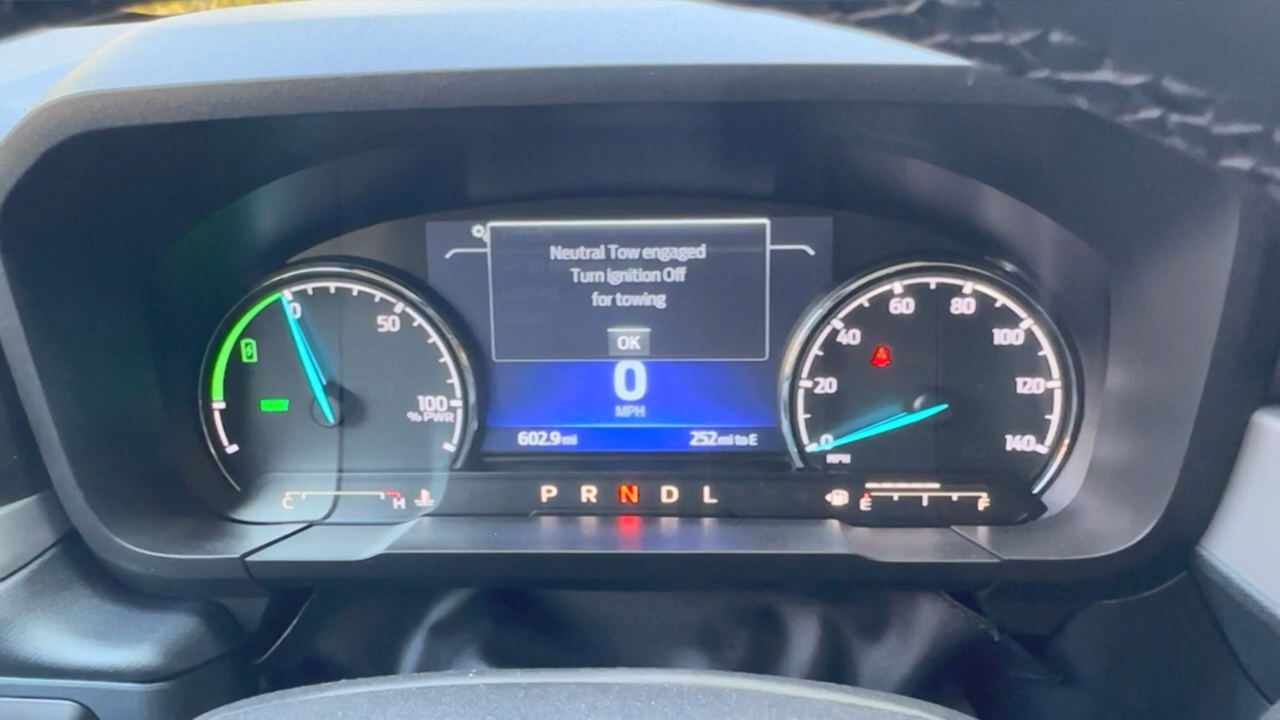 Neutral Tow engaged
Turn Ignition Off
for towing
OK
0
MPH
602.9 mi
252 mi to E
0
50
100
% PWR
0
20
40
60
80
100
120
140
MPH
C
H
P R N D L
E
F